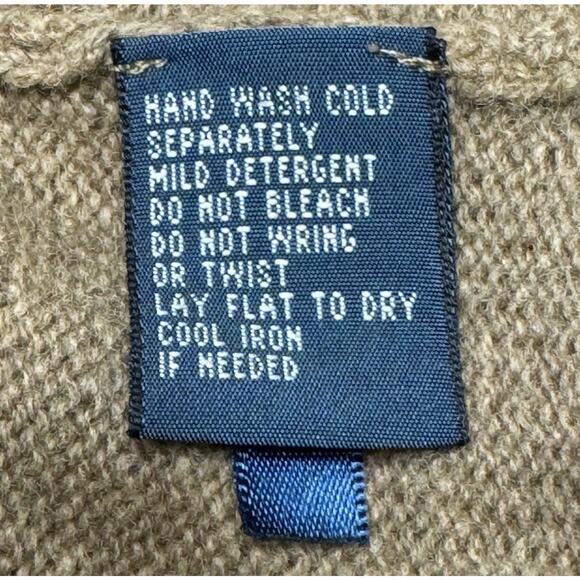 HAND WASH COLD
SEPARATELY
MILD DETERGENT
DO NOT BLEACH
DO NOT WRING
OR TWIST
LAY FLAT TO DRY
COOL IRON
IF NEEDED